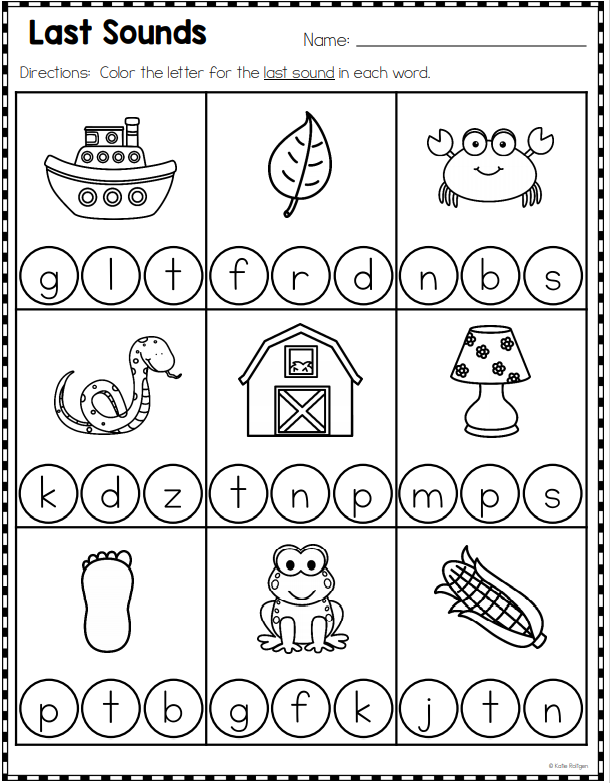 Last Sounds
Name:
Directions: Color the letter for the last sound in each word.
g l t f r d n b s
k d z t n p m p s
p t b g f k j t n
© Katie Roltgen